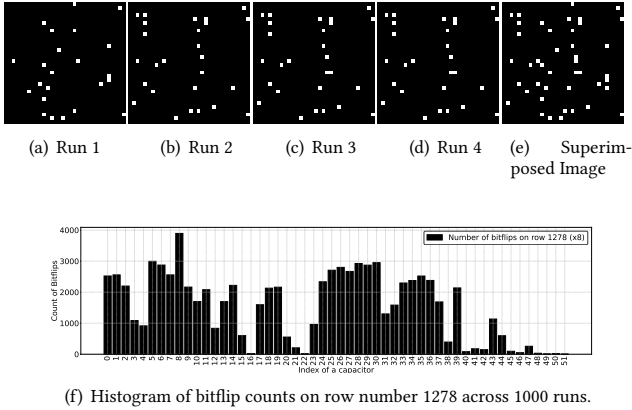 (a) Run 1
(b) Run 2
(c) Run 3
(d) Run 4
(e) Superim-
posed Image
4000
3000
2000
1000
0
Count of Bitflips
Number of bitflips on row 1278 (x8)
0 1 2 3 4 5 6 7 8 9 10 11 12 13 14 15 16 17 18 19 20 21 22 23 24 25 26 27 28 29 30 31 32 33 34 35 36 37 38 39 40 41 42 43 44 45 46 47 48 49 50 51
Index of a capacitor
(f) Histogram of bitflip counts on row number 1278 across 1000 runs.